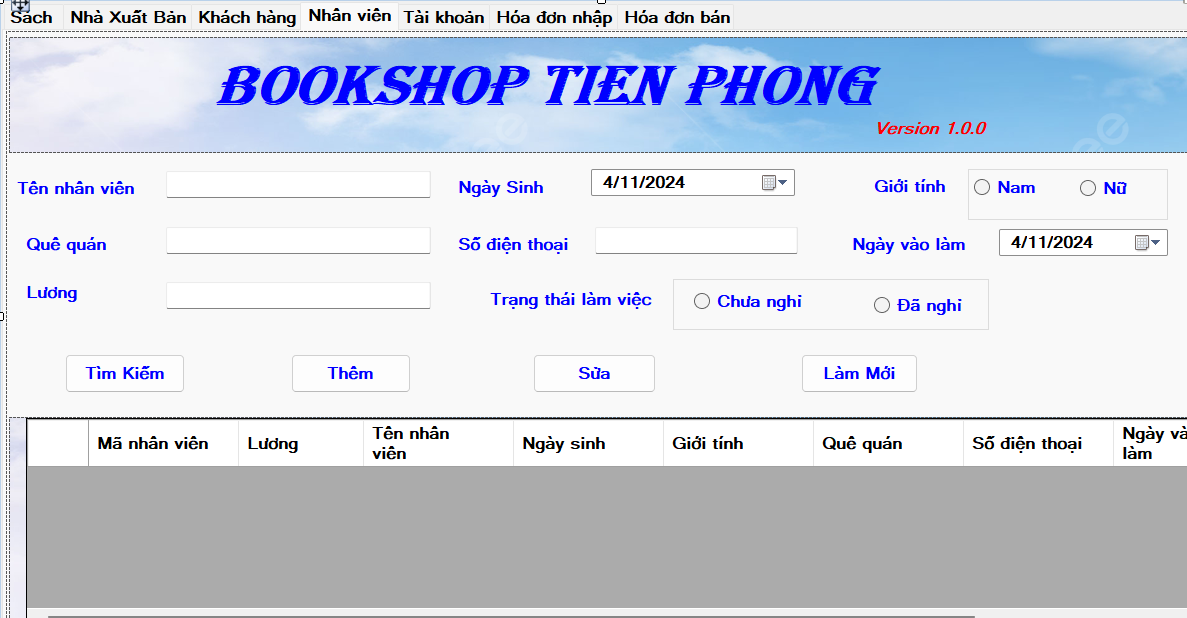 Sách Nhà Xuất Bản Khách hàng Nhân viên Tài khoản Hóa đơn nhập Hóa đơn bán
BOOKSHOP TIEN PHONG
Version 1.0.0
Tên nhân viên Ngày Sinh 4/11/2024 Giới tính Nam Nữ
Quê quán Số điện thoại Ngày vào làm 4/11/2024
Lương Trạng thái làm việc Chưa nghỉ Đã nghỉ
Tìm Kiếm Thêm Sửa Làm Mới
Mã nhân viên Lương Tên nhân viên Ngày sinh Giới tính Quê quán Số điện thoại Ngày và làm